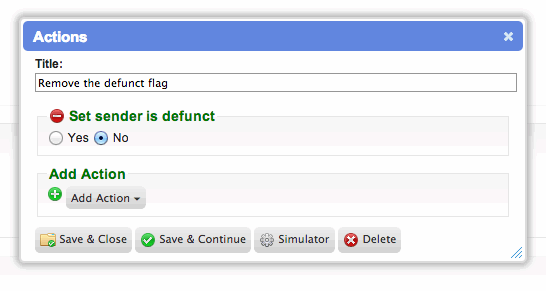 Actions
Title:
Remove the defunct flag
Set sender is defunct
Yes No
Add Action
Add Action
Save & Close Save & Continue Simulator Delete